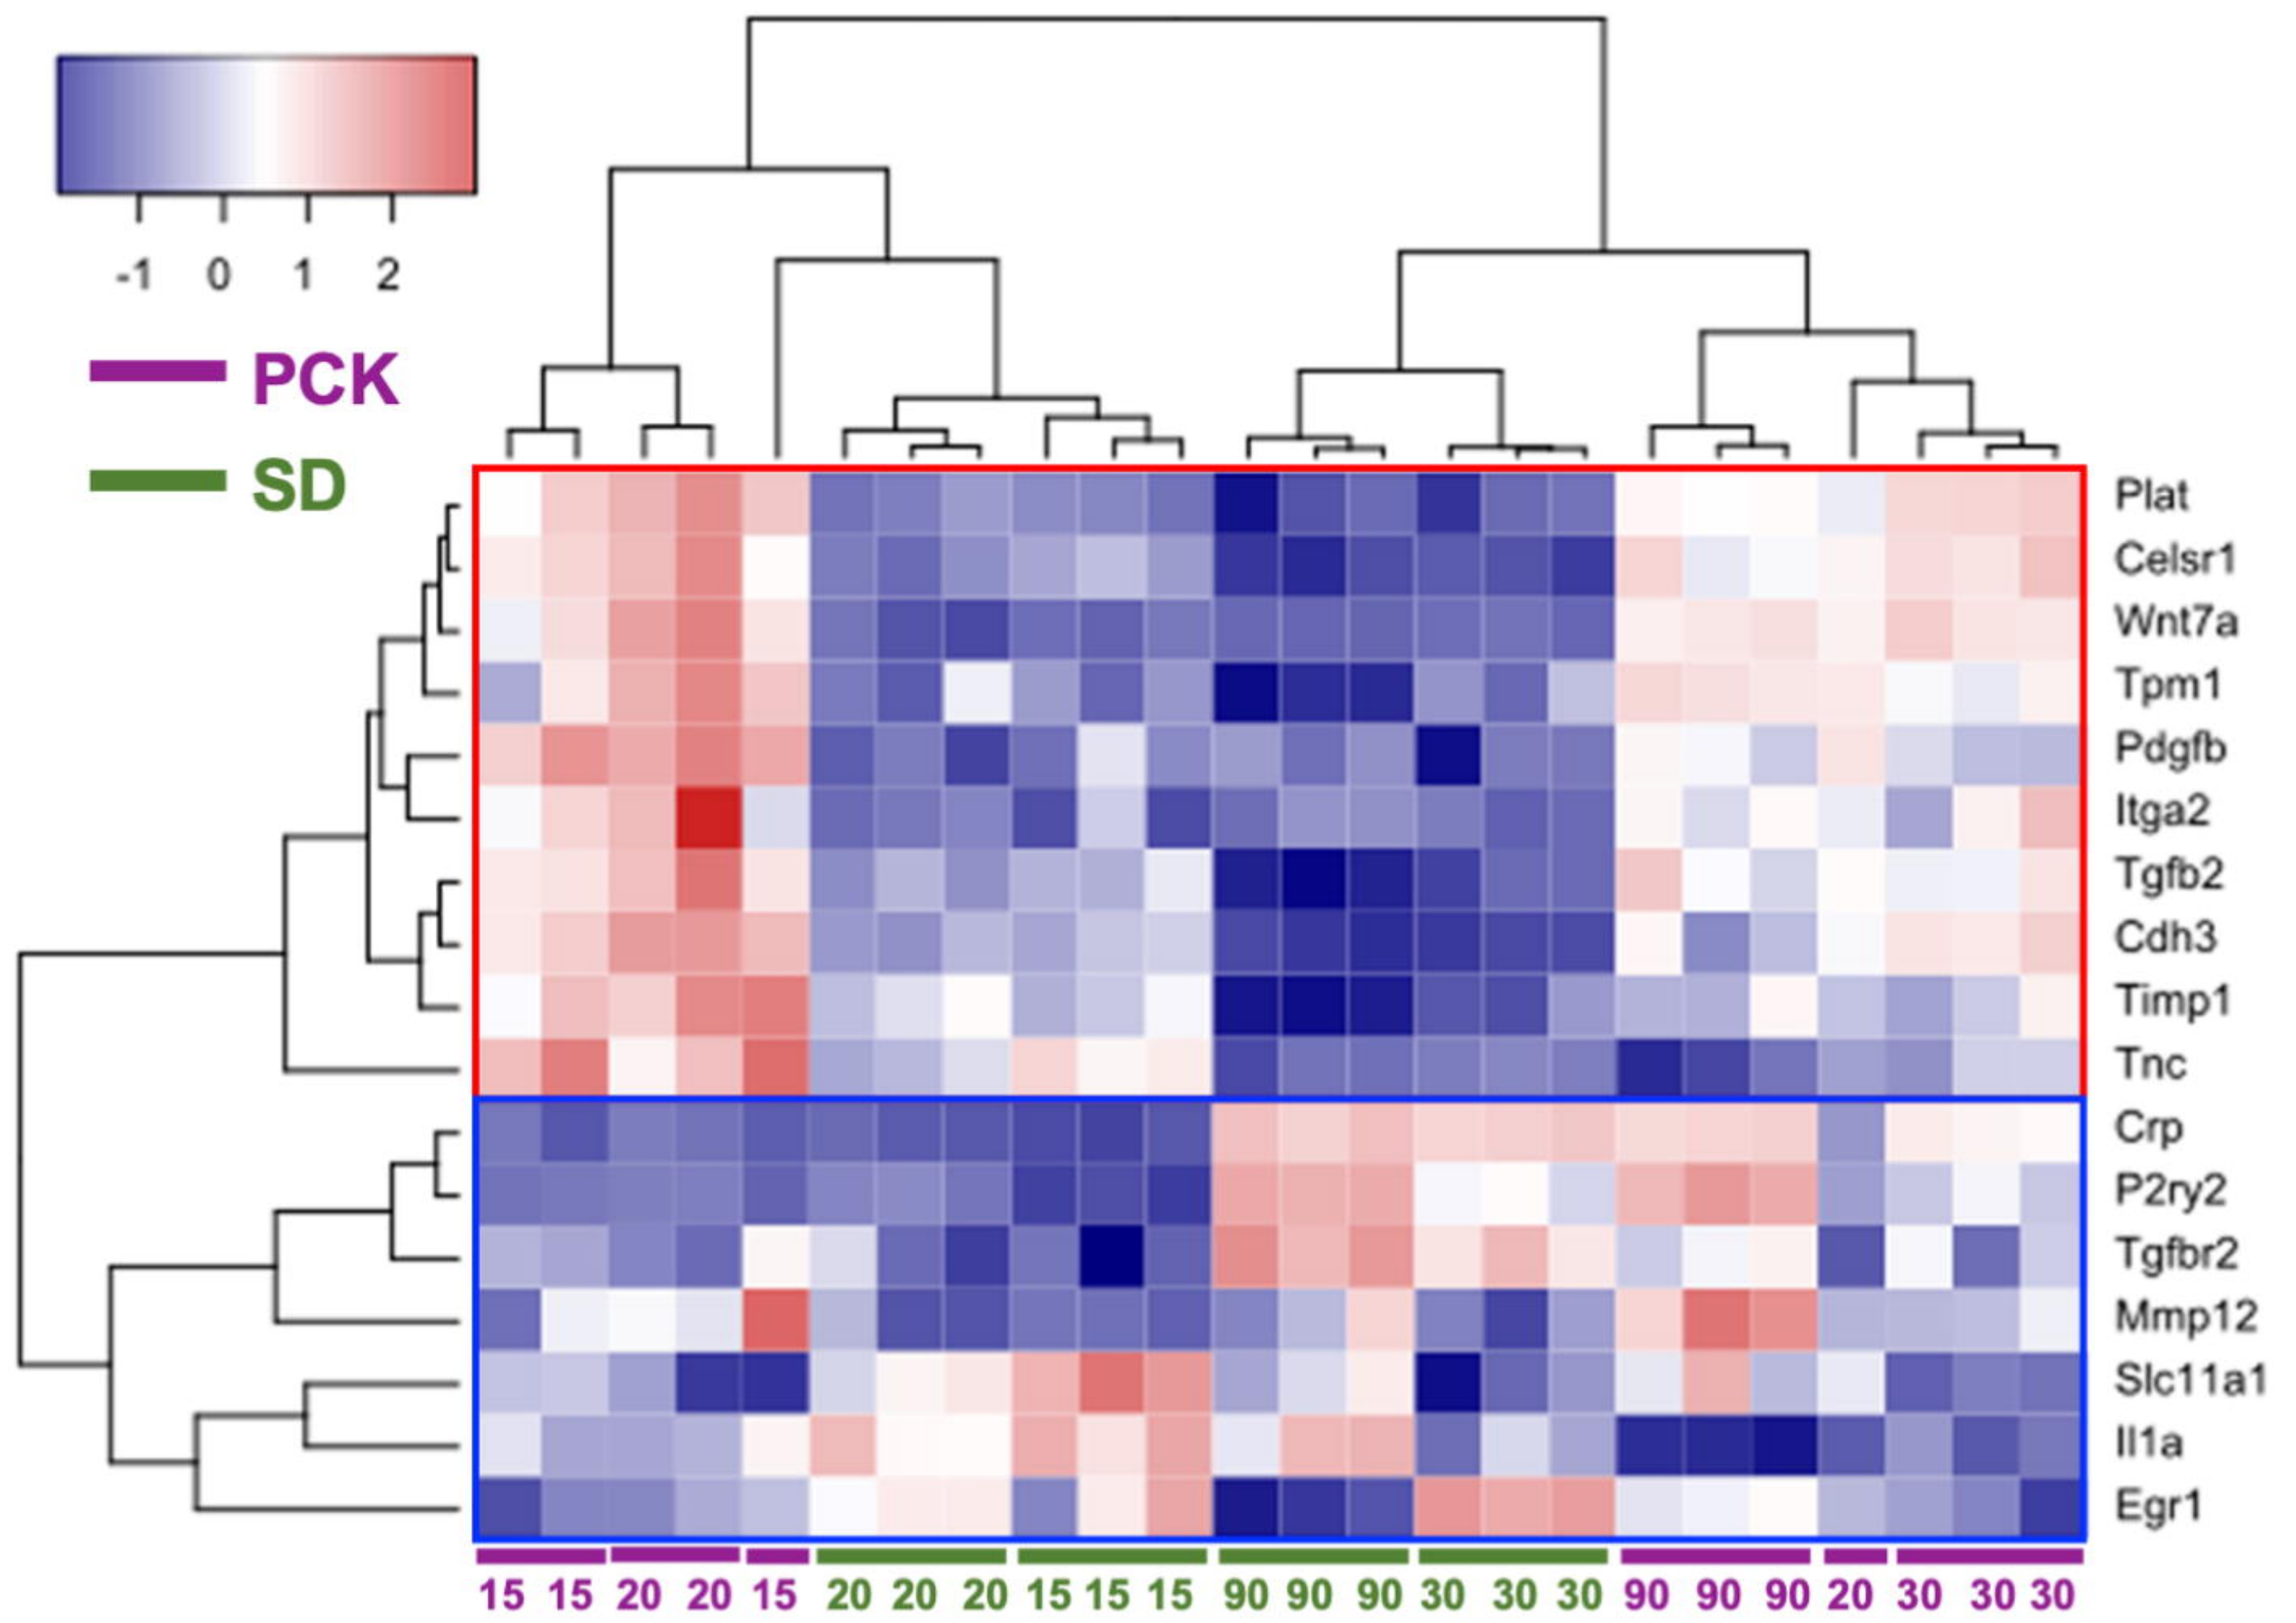 -1 0 1 2
PCK
SD
Plat
Celsr1
Wnt7a
Tpm1
Pdgfb
Itga2
Tgfb2
Cdh3
Timp1
Tnc
Crp
P2ry2
Tgfbr2
Mmp12
Slc11a1
Il1a
Egr1
15 15 20 20 15 20 20 20 15 15 15 90 90 90 30 30 30 90 90 90 20 30 30 30